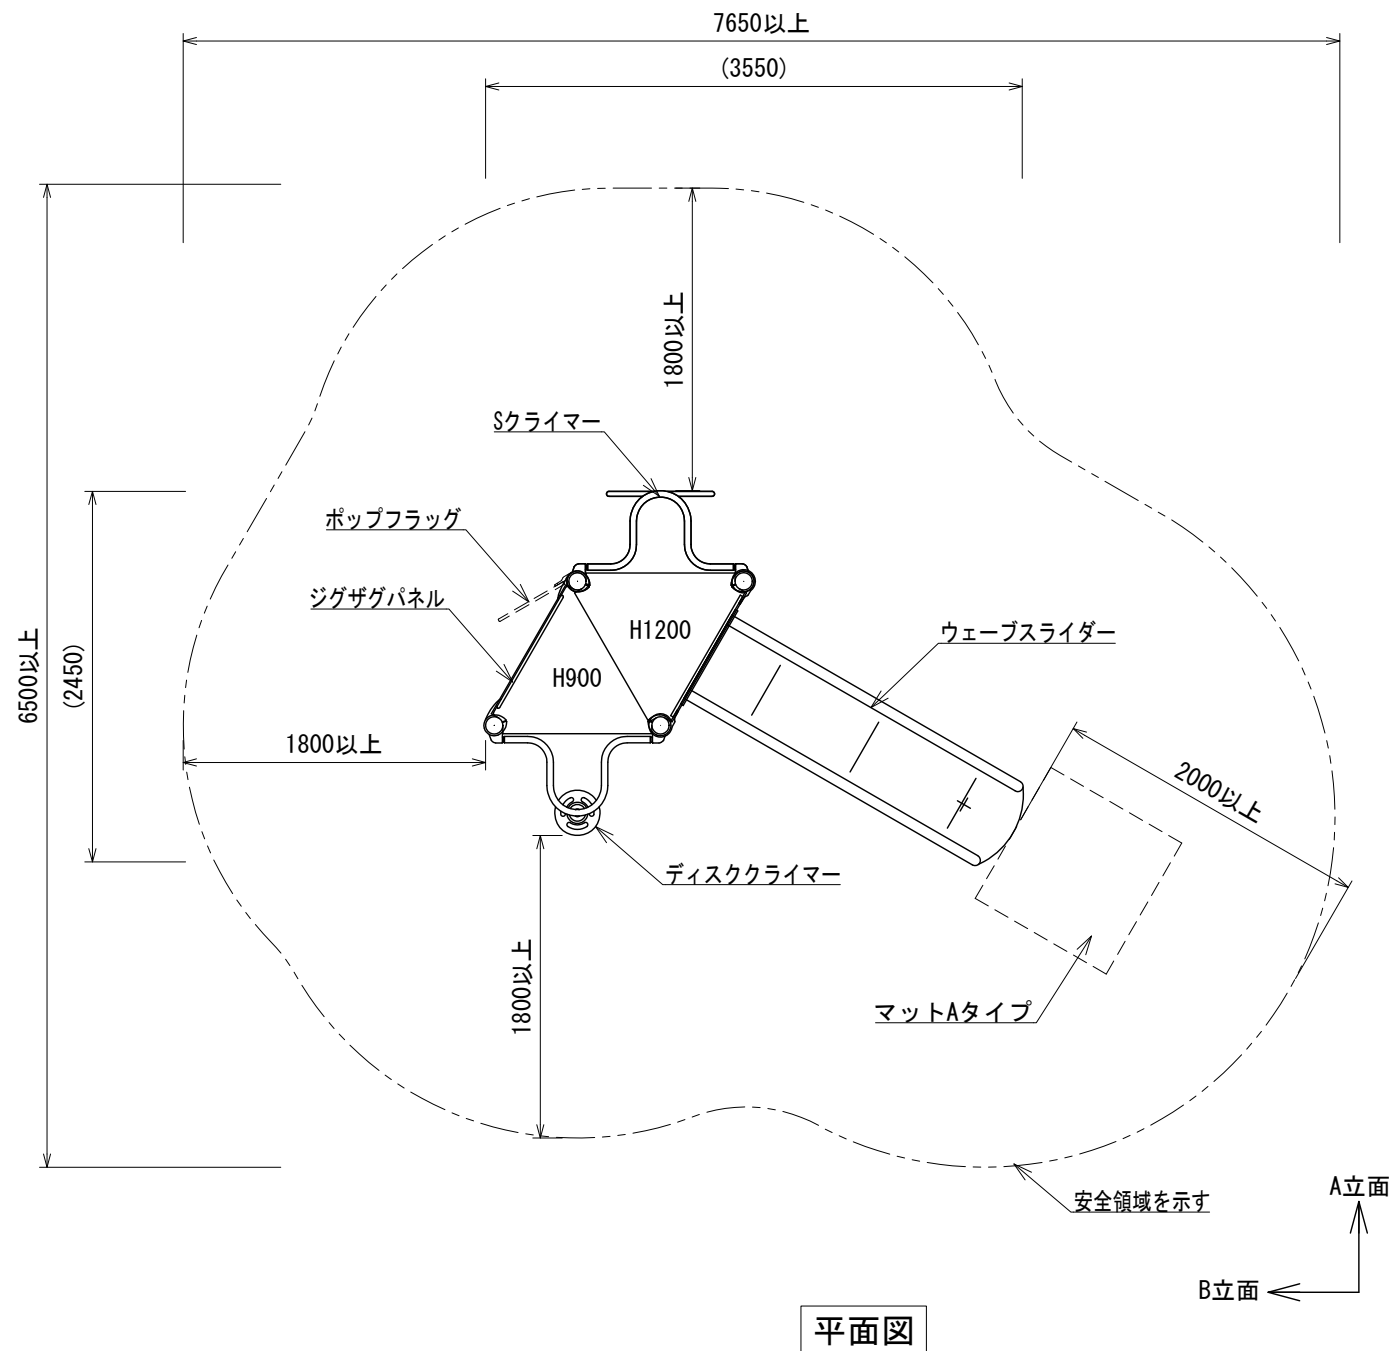 7650以上
(3550)
1800以上
Sクライマー
ポップフラッグ
ジグザグパネル
H1200
ウェーブスライダー
H900
6500以上
(2450)
1800以上
2000以上
ディスククライマー
1800以上
マットAタイプ
安全領域を示す
A立面
B立面
平面図